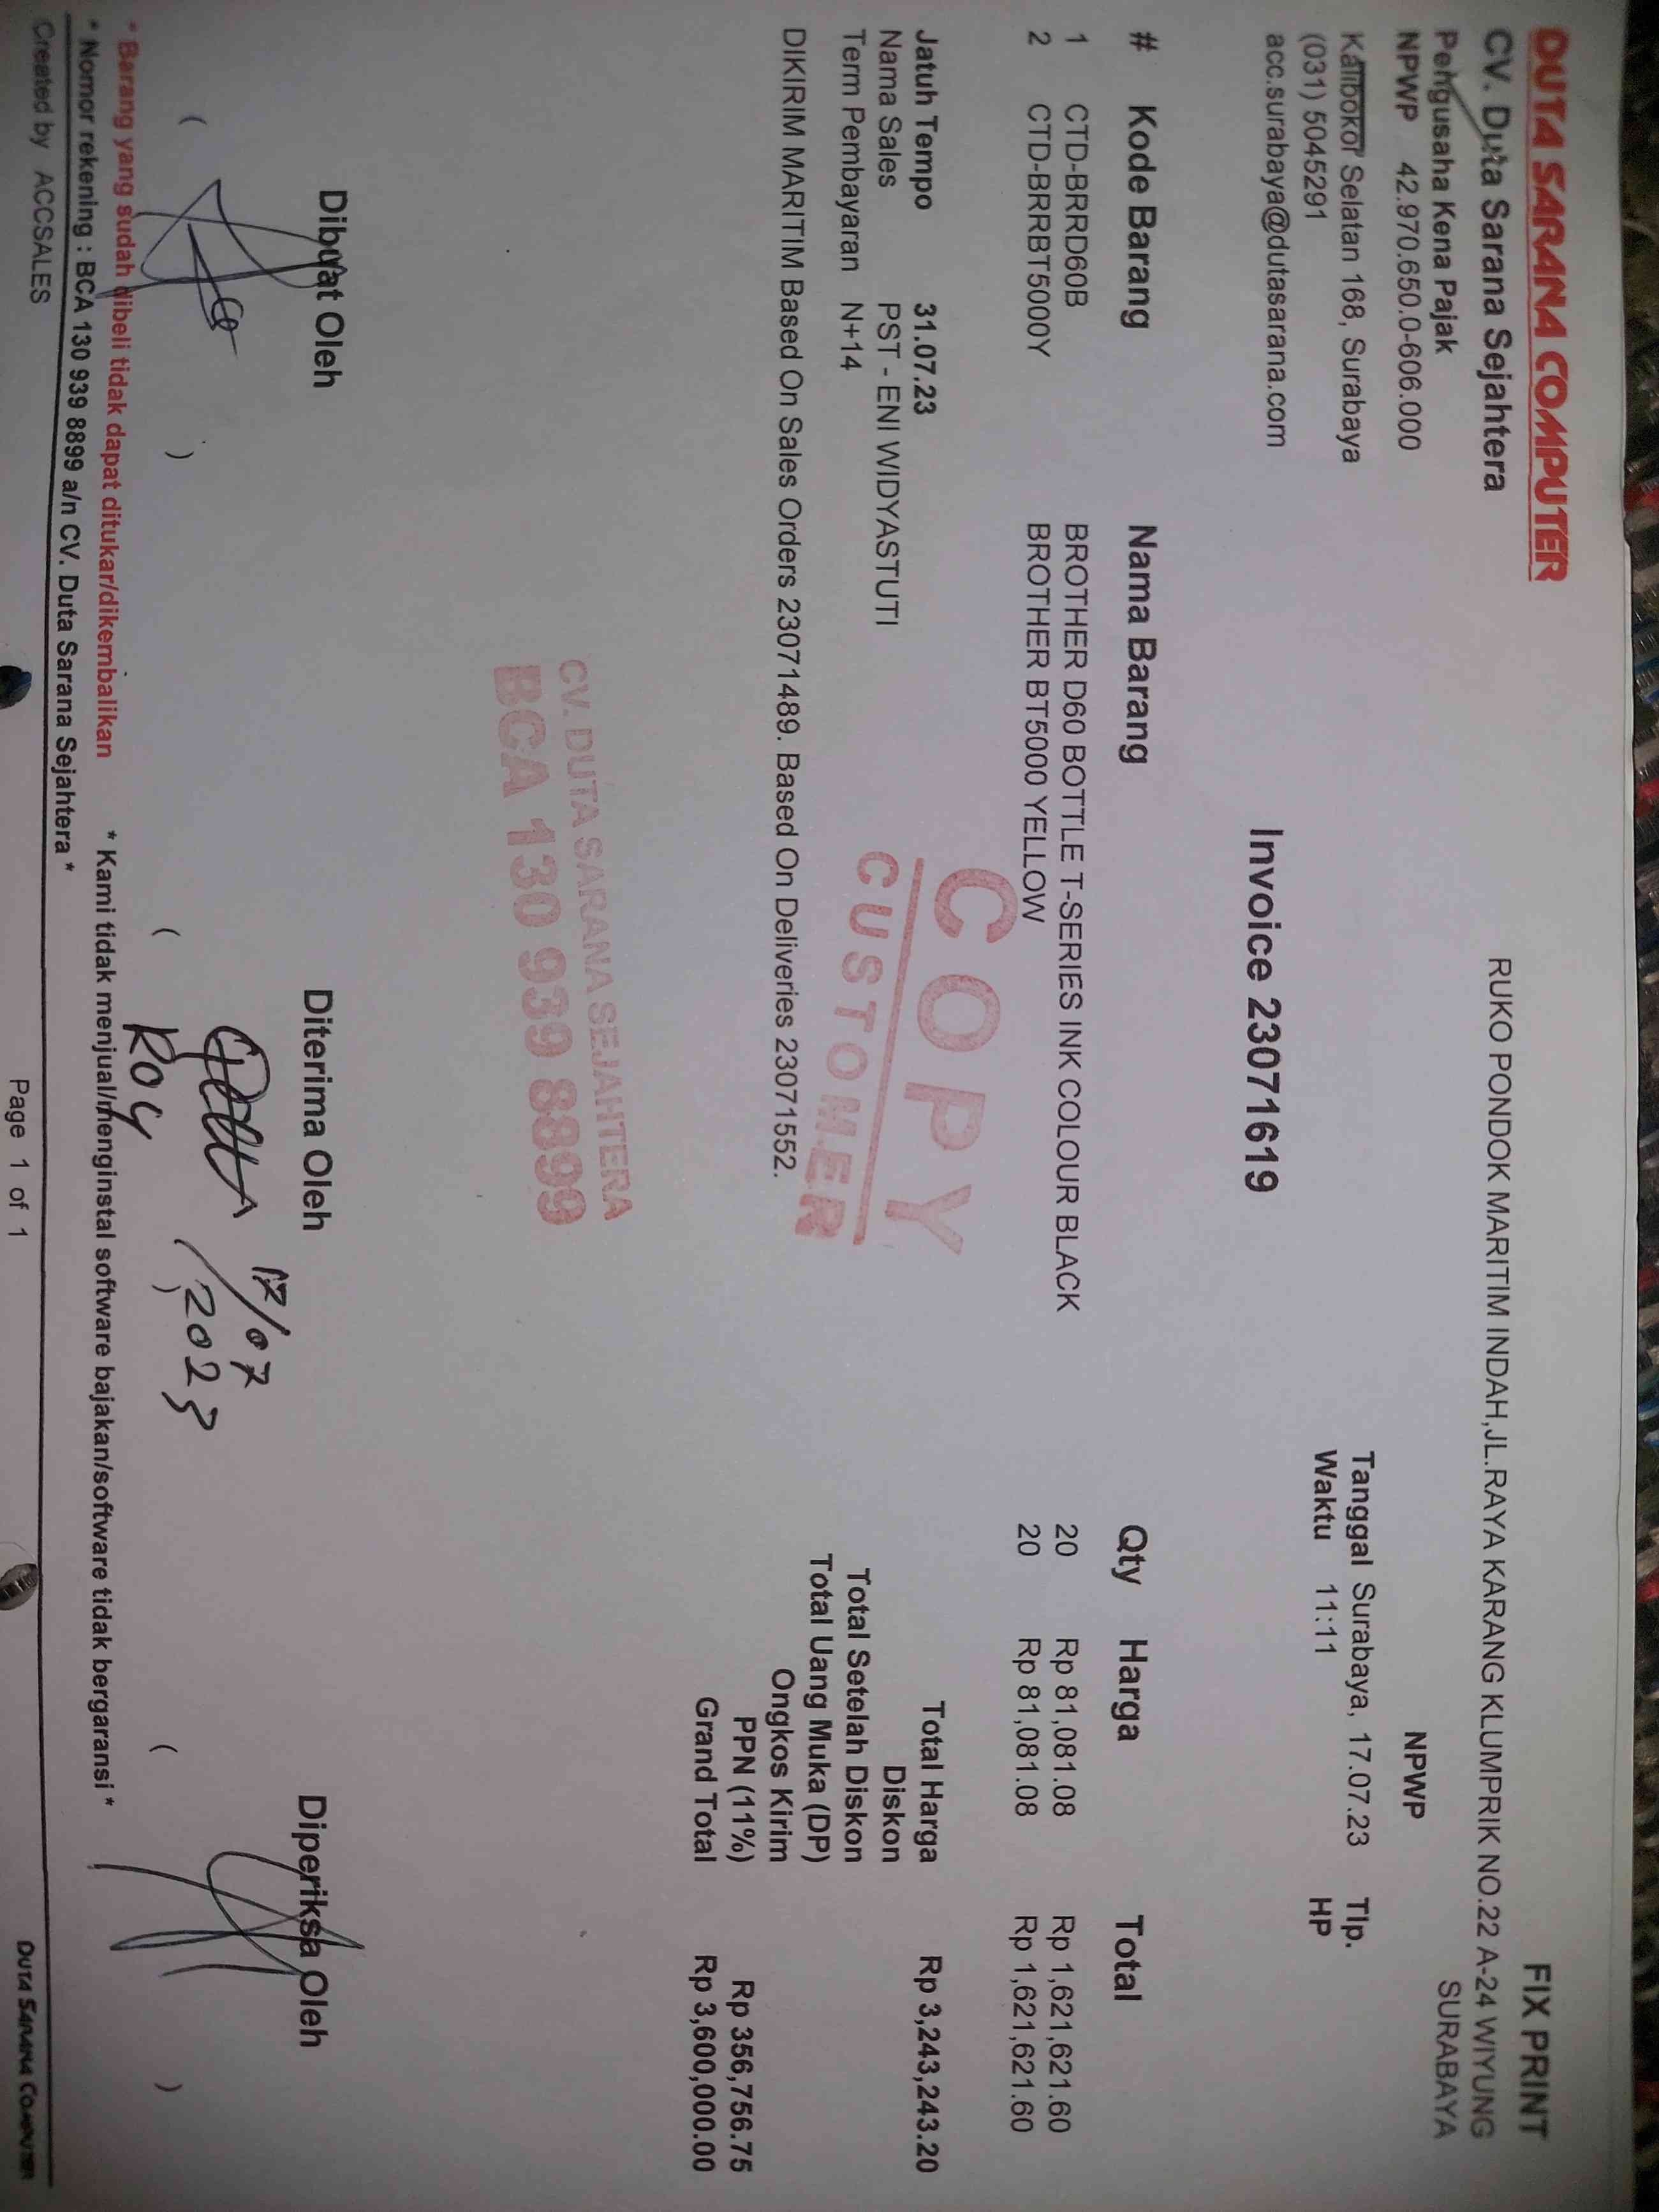 DUTA SARANA COMPUTER
CV. Duta Sarana Sejahtera
Pengusaha Kena Pajak
NPWP 42.970.650.0-606.000
Kalibokor Selatan 168, Surabaya
(031) 5045291
acc.surabaya@dutasarana.com
FIX PRINT
RUKO PONDOK MARITIM INDAH,JL.RAYA KARANG KLUMPRIK NO.22 A-24 WIYUNG
SURABAYA
NPWP
Tanggal Surabaya, 17.07.23 Tlp.
Waktu 11:11 HP
Invoice 23071619
# Kode Barang Nama Barang Qty Harga Total
1 CTD-BRRD60B BROTHER D60 BOTTLE T-SERIES INK COLOUR BLACK 20 Rp 81,081.08 Rp 1,621,621.60
2 CTD-BRRBT5000Y BROTHER BT5000 YELLOW 20 Rp 81,081.08 Rp 1,621,621.60
COPY
CUSTOMER
Jatuh Tempo 31.07.23
Nama Sales PST - ENI WIDYASTUTI
Term Pembayaran N+14
DIKIRIM MARITIM Based On Sales Orders 23071489. Based On Deliveries 23071552.
Total Harga Rp 3,243,243.20
Diskon
Total Setelah Diskon
Total Uang Muka (DP)
Ongkos Kirim
PPN (11%) Rp 356,756.75
Grand Total Rp 3,600,000.00
CV. DUTA SARANA SEJAHTERA
BCA 130 939 8899
Dibuat Oleh Diterima Oleh Diperiksa Oleh
17/07
/2023
ROY
( ) ( ) ( )
* Barang yang sudah dibeli tidak dapat ditukar/dikembalikan * Kami tidak menjual/menginstal software bajakan/software tidak bergaransi *
* Nomor rekening : BCA 130 939 8899 a/n CV. Duta Sarana Sejahtera *
Created by ACCSALES Page 1 of 1 DUTA SARANA COMPUTER